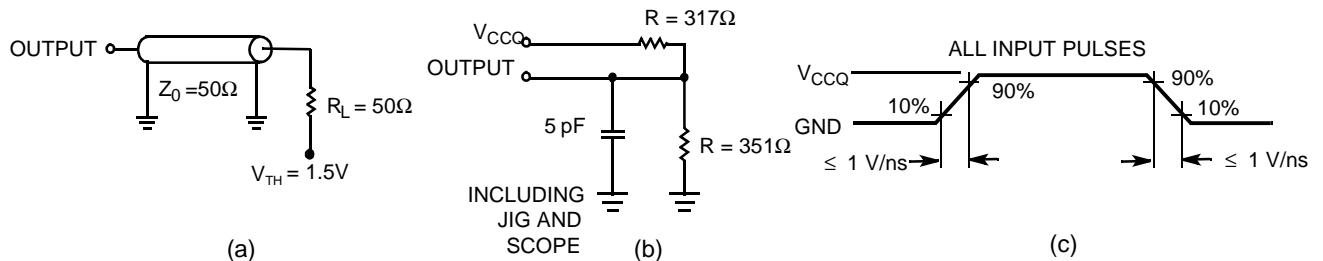 OUTPUT
Z0 =50Ω
RL = 50Ω
VTH = 1.5V
(a)
R = 317Ω
VCCQ
OUTPUT
5 pF
R = 351Ω
INCLUDING
JIG AND
SCOPE
(b)
ALL INPUT PULSES
VCCQ
GND
10%
90%
90%
10%
≤ 1 V/ns
≤ 1 V/ns
(c)